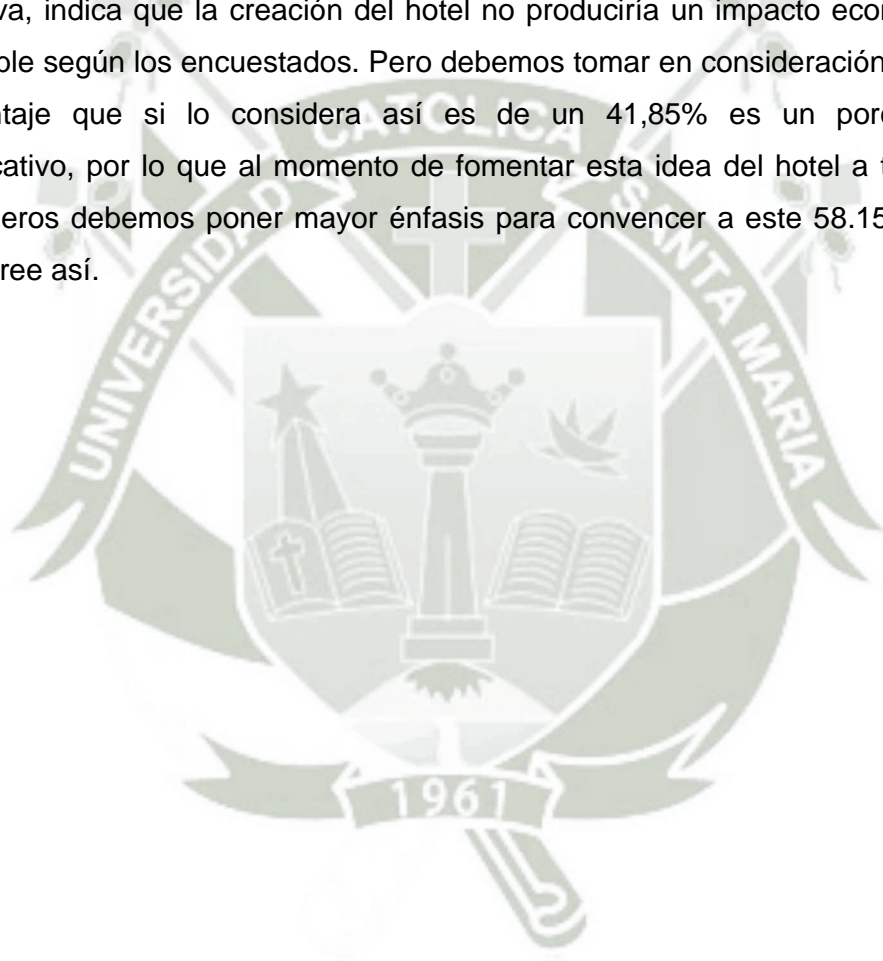 va, indica que la creación del hotel no produciría un impacto econ
ble según los encuestados. Pero debemos tomar en consideración
ntaje que si lo considera así es de un 41,85% es un porc
cativo, por lo que al momento de fomentar esta idea del hotel a t
eros debemos poner mayor énfasis para convencer a este 58.15
ree así.
UNIVERSIDAD CATOLICA SANTA MARIA
1961